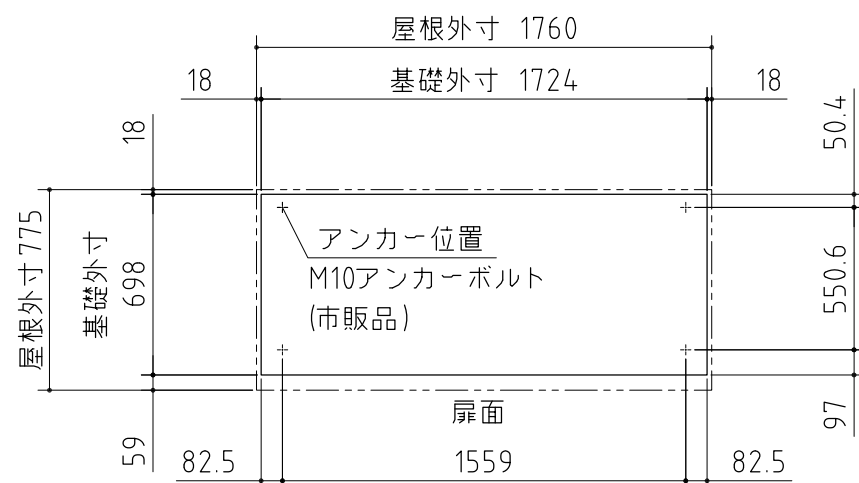 屋根外寸 1760
18
基礎外寸 1724
18
18
50.4
屋根外寸 775
基礎外寸
698
アンカー位置
M10アンカーボルト
(市販品)
550.6
扉面
59
97
82.5
1559
82.5